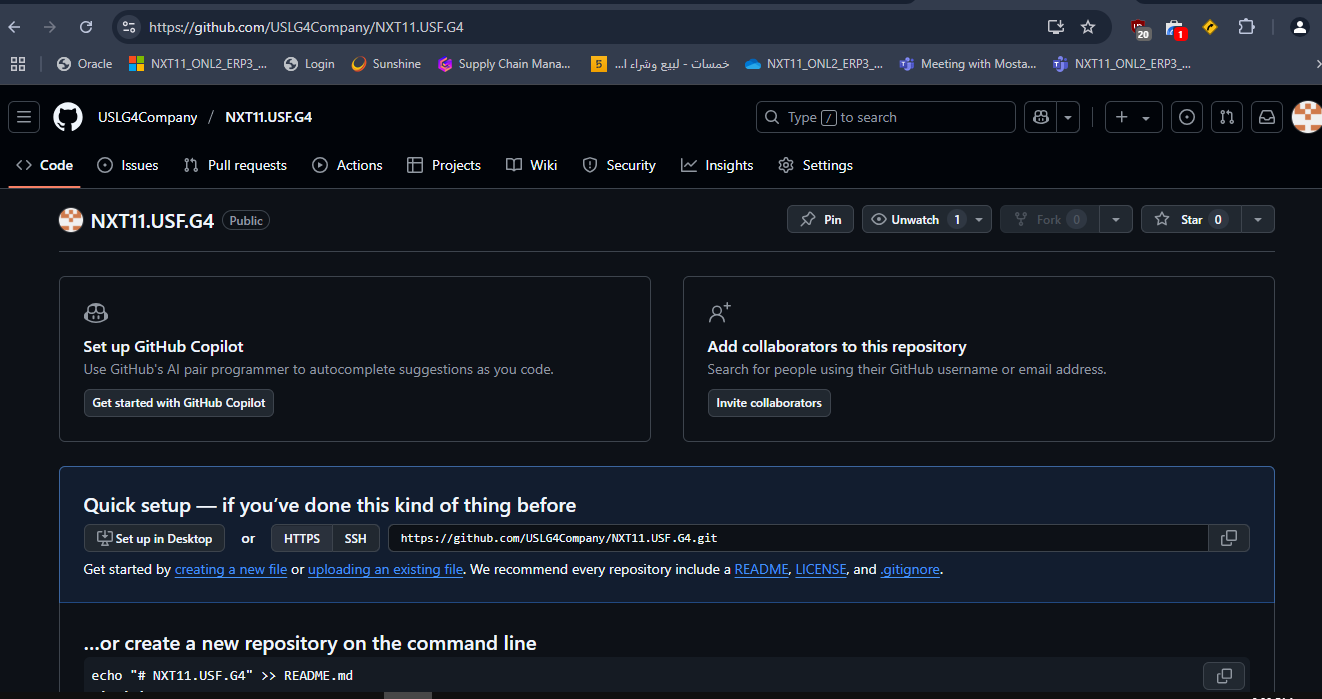 https://github.com/USLG4Company/NXT11.USF.G4
20
1
Oracle
NXT11_ONL2_ERP3_...
Login
Sunshine
Supply Chain Mana...
5
خمسات - لبيع وشراء ا...
NXT11_ONL2_ERP3_...
Meeting with Mosta...
NXT11_ONL2_ERP3_...
USLG4Company / NXT11.USF.G4
Type / to search
Code
Issues
Pull requests
Actions
Projects
Wiki
Security
Insights
Settings
NXT11.USF.G4 Public
Pin
Unwatch 1
Fork 0
Star 0
Set up GitHub Copilot
Use GitHub's AI pair programmer to autocomplete suggestions as you code.
Get started with GitHub Copilot
Add collaborators to this repository
Search for people using their GitHub username or email address.
Invite collaborators
Quick setup — if you've done this kind of thing before
Set up in Desktop or HTTPS SSH https://github.com/USLG4Company/NXT11.USF.G4.git
Get started by creating a new file or uploading an existing file. We recommend every repository include a README, LICENSE, and .gitignore.
...or create a new repository on the command line
echo "# NXT11.USF.G4" >> README.md